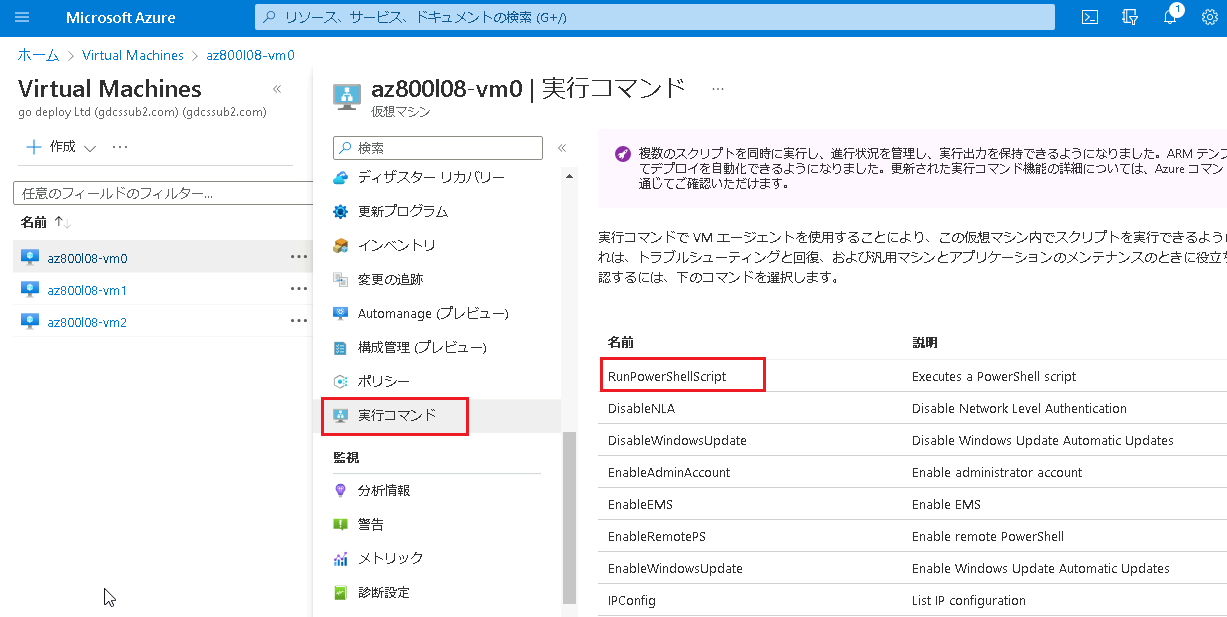 Microsoft Azure
リソース、サービス、ドキュメントの検索 (G+/)
1
ホーム > Virtual Machines > az800l08-vm0
Virtual Machines
go deploy Ltd (gdcssub2.com) (gdcssub2.com)
作成
任意のフィールドのフィルター...
名前
az800l08-vm0
az800l08-vm1
az800l08-vm2
az800l08-vm0 | 実行コマンド
仮想マシン
検索
ディザスター リカバリー
更新プログラム
インベントリ
変更の追跡
Automanage (プレビュー)
構成管理 (プレビュー)
ポリシー
実行コマンド
監視
分析情報
警告
メトリック
診断設定
複数のスクリプトを同時に実行し、進行状況を管理し、実行出力を保持できるようになりました。ARM テンプ
てデプロイを自動化できるようになりました。更新された実行コマンド機能の詳細については、Azure コマン
通じてご確認いただけます。
実行コマンドで VM エージェントを使用することにより、この仮想マシン内でスクリプトを実行できるように
れは、トラブルシューティングと回復、および汎用マシンとアプリケーションのメンテナンスのときに役立ち
認するには、下のコマンドを選択します。
名前 説明
RunPowerShellScript Executes a PowerShell script
DisableNLA Disable Network Level Authentication
DisableWindowsUpdate Disable Windows Update Automatic Updates
EnableAdminAccount Enable administrator account
EnableEMS Enable EMS
EnableRemotePS Enable remote PowerShell
EnableWindowsUpdate Enable Windows Update Automatic Updates
IPConfig List IP configuration